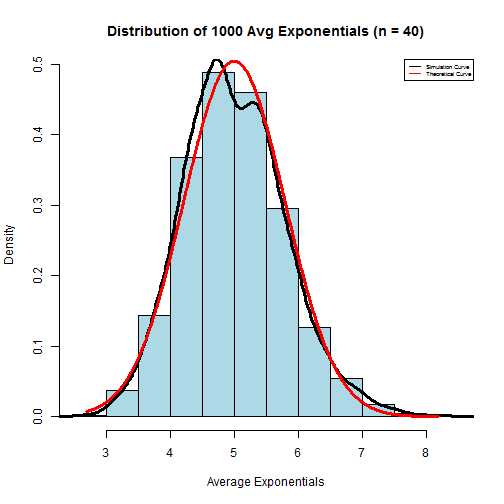 Distribution of 1000 Avg Exponentials (n = 40)
Simulation Curve
Theoretical Curve
Density
0.5
0.4
0.3
0.2
0.1
0.0
3 4 5 6 7 8
Average Exponentials